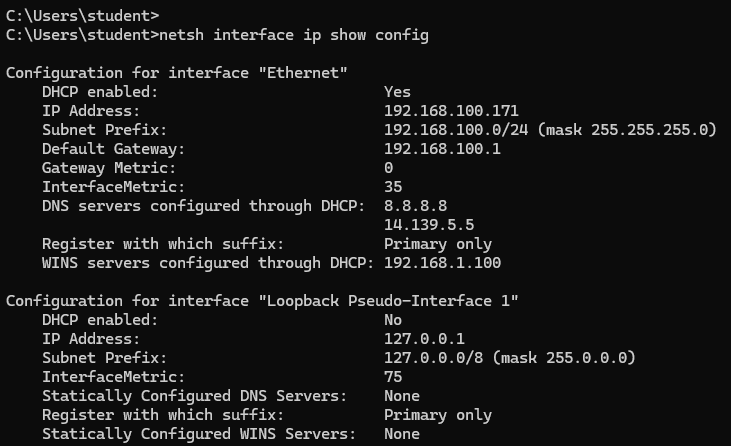 C:\Users\student>
C:\Users\student>netsh interface ip show config
Configuration for interface "Ethernet"
    DHCP enabled:                         Yes
    IP Address:                           192.168.100.171
    Subnet Prefix:                        192.168.100.0/24 (mask 255.255.255.0)
    Default Gateway:                      192.168.100.1
    Gateway Metric:                       0
    InterfaceMetric:                      35
    DNS servers configured through DHCP:  8.8.8.8
                                          14.139.5.5
    Register with which suffix:           Primary only
    WINS servers configured through DHCP: 192.168.1.100
Configuration for interface "Loopback Pseudo-Interface 1"
    DHCP enabled:                         No
    IP Address:                           127.0.0.1
    Subnet Prefix:                        127.0.0.0/8 (mask 255.0.0.0)
    InterfaceMetric:                      75
    Statically Configured DNS Servers:    None
    Register with which suffix:           Primary only
    Statically Configured WINS Servers:   None